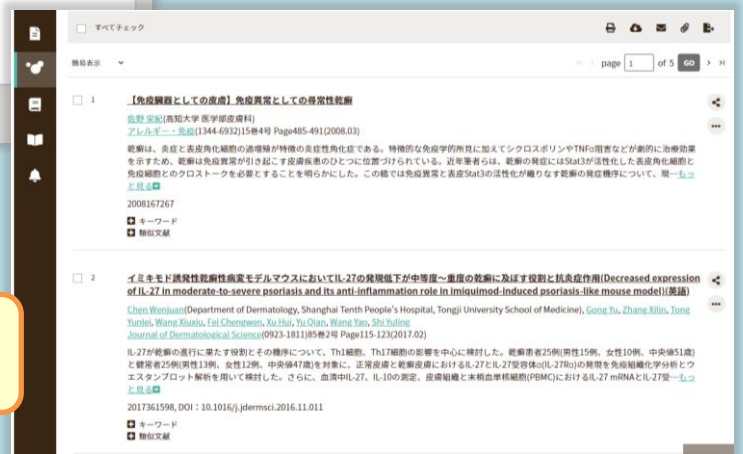 すべてチェック
簡易表示
page 1 of 5 GO
1 【免疫臓器としての皮膚】免疫異常としての尋常性乾癬
佐野 栄紀(高知大学 医学部皮膚科)
アレルギー・免疫(1344-6932)15巻4号 Page485-491(2008.03)
乾癬は、炎症と表皮角化細胞の過増殖が特徴の炎症性角化症である。特徴的な免疫学的所見に加えてシクロスポリンやTNFα阻害などが劇的に治療効果
を示すため、乾癬は免疫異常が引き起こす皮膚疾患のひとつに位置づけられている。近年筆者らは、乾癬の発症にはStat3が活性化した表皮角化細胞と
免疫細胞とのクロストークを必要とすることを明らかにした。この稿では免疫異常と表皮Stat3の活性化が織りなす乾癬の発症機序について、現…もっ
と見る
2008167267
キーワード
類似文献
2 イミキモド誘発性乾癬性病変モデルマウスにおいてIL-27の発現低下が中等度～重度の乾癬に及ぼす役割と抗炎症作用(Decreased expression
of IL-27 in moderate-to-severe psoriasis and its anti-inflammation role in imiquimod-induced psoriasis-like mouse model)(英語)
Chen Wenjuan(Department of Dermatology, Shanghai Tenth People's Hospital, Tongji University School of Medicine), Gong Yu, Zhang Xilin, Tong
Yunlei, Wang Xiuxiu, Fei Chengwen, Xu Hui, Yu Qian, Wang Yao, Shi Yuling
Journal of Dermatological Science(0923-1811)85巻2号 Page115-123(2017.02)
IL-27が乾癬の進行に果たす役割とその機序について、Th1細胞、Th17細胞の影響を中心に検討した。乾癬患者25例(男性15例、女性10例、中央値51歳)
と健常者25例(男性13例、女性12例、中央値47歳)を対象に、正常皮膚と乾癬皮膚におけるIL-27とIL-27受容体α(IL-27Rα)の発現を免疫組織化学分析とウ
エスタンブロット解析を用いて検討した。さらに、血清中IL-27、IL-10の測定、皮膚組織と末梢血単核細胞(PBMC)におけるIL-27 mRNAとIL-27受…もっ
と見る
2017361598, DOI：10.1016/j.jdermsci.2016.11.011
キーワード
類似文献